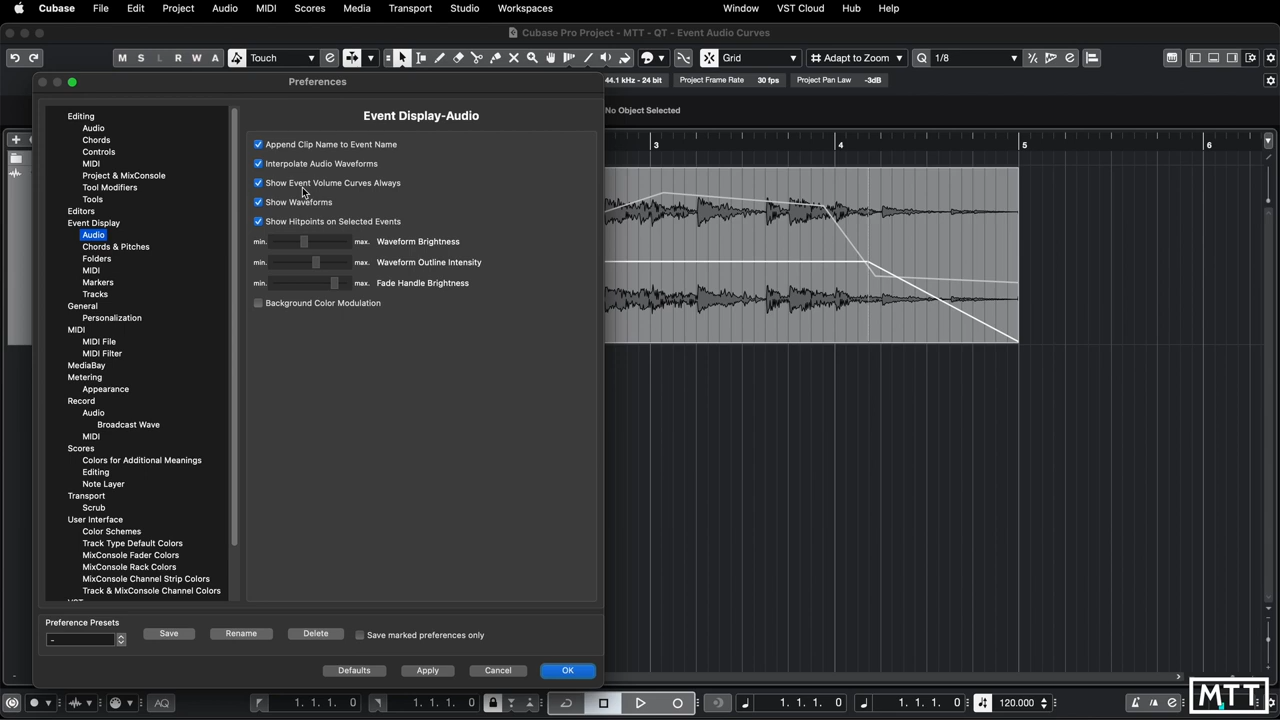 Cubase File Edit Project Audio MIDI Scores Media Transport Studio Workspaces Window VST Cloud Hub Help
Cubase Pro Project - MTT - QT - Event Audio Curves
M S L R W A Touch Grid Adapt to Zoom Q 1/8
Preferences
44.1 kHz - 24 bit Project Frame Rate 30 fps Project Pan Law -3dB
No Object Selected
3 4 5 6
Editing
Audio
Chords
Controls
MIDI
Project & MixConsole
Tool Modifiers
Tools
Editors
Event Display
Audio
Chords & Pitches
Folders
MIDI
Markers
Tracks
General
Personalization
MIDI
MIDI File
MIDI Filter
MediaBay
Metering
Appearance
Record
Audio
Broadcast Wave
MIDI
Scores
Colors for Additional Meanings
Editing
Note Layer
Transport
Scrub
User Interface
Color Schemes
Track Type Default Colors
MixConsole Fader Colors
MixConsole Rack Colors
MixConsole Channel Strip Colors
Track & MixConsole Channel Colors
Event Display-Audio
Append Clip Name to Event Name
Interpolate Audio Waveforms
Show Event Volume Curves Always
Show Waveforms
Show Hitpoints on Selected Events
min. max. Waveform Brightness
min. max. Waveform Outline Intensity
min. max. Fade Handle Brightness
Background Color Modulation
Preference Presets
- Save Rename Delete Save marked preferences only
Defaults Apply Cancel OK
AQ 1. 1. 1. 0 1. 1. 1. 0 1. 1. 1. 0 1. 1. 1. 0 120.000
MTT